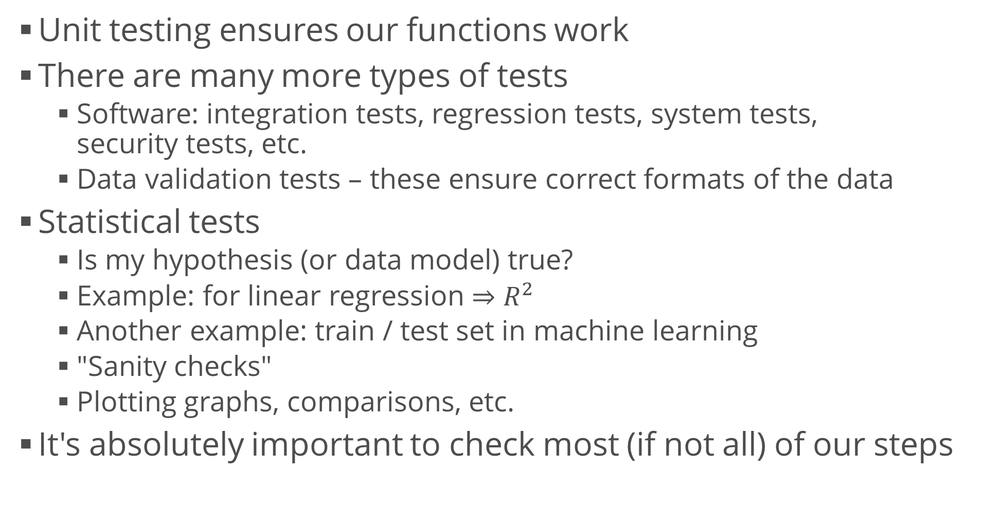 ▪ Unit testing ensures our functions work
▪ There are many more types of tests
▪ Software: integration tests, regression tests, system tests,
security tests, etc.
▪ Data validation tests – these ensure correct formats of the data
▪ Statistical tests
▪ Is my hypothesis (or data model) true?
▪ Example: for linear regression ⇒ R²
▪ Another example: train / test set in machine learning
▪ "Sanity checks"
▪ Plotting graphs, comparisons, etc.
▪ It's absolutely important to check most (if not all) of our steps